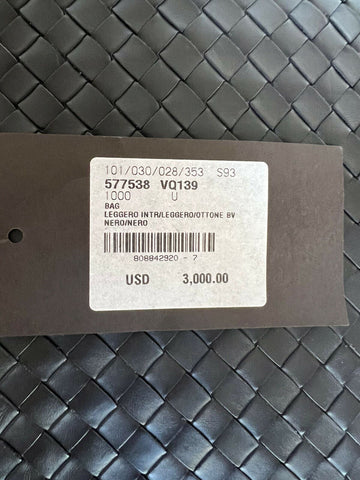 101/030/028/353 S93
577538 VQ139
1000 U
BAG
LEGGERO INTR/LEGGERO/OTTONE BV
NERO/NERO
808842920 - 7
USD 3,000.00